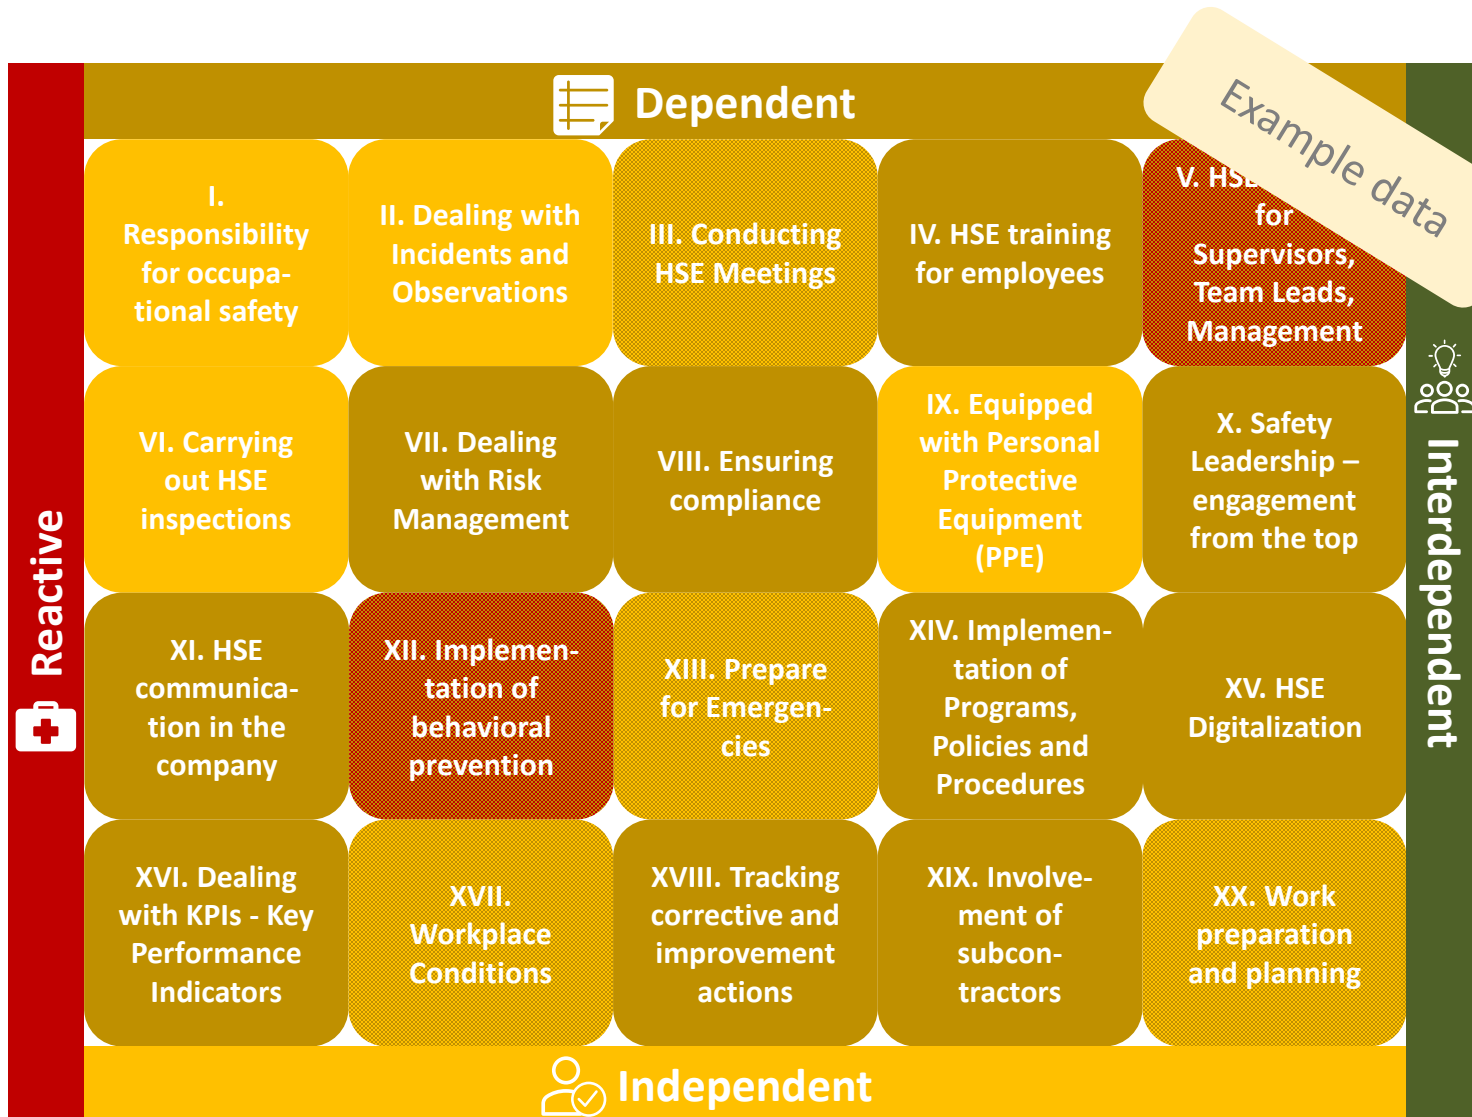 Dependent
Example data
I.
Responsibility
for occupa-
tional safety
II. Dealing with
Incidents and
Observations
III. Conducting
HSE Meetings
IV. HSE training
for employees
V. HSE
for
Supervisors,
Team Leads,
Management
VI. Carrying
out HSE
inspections
VII. Dealing
with Risk
Management
VIII. Ensuring
compliance
IX. Equipped
with Personal
Protective
Equipment
(PPE)
X. Safety
Leadership –
engagement
from the top
Reactive
Interdependent
XI. HSE
communica-
tion in the
company
XII. Implemen-
tation of
behavioral
prevention
XIII. Prepare
for Emergen-
cies
XIV. Implemen-
tation of
Programs,
Policies and
Procedures
XV. HSE
Digitalization
XVI. Dealing
with KPIs - Key
Performance
Indicators
XVII.
Workplace
Conditions
XVIII. Tracking
corrective and
improvement
actions
XIX. Involve-
ment of
subcon-
tractors
XX. Work
preparation
and planning
Independent